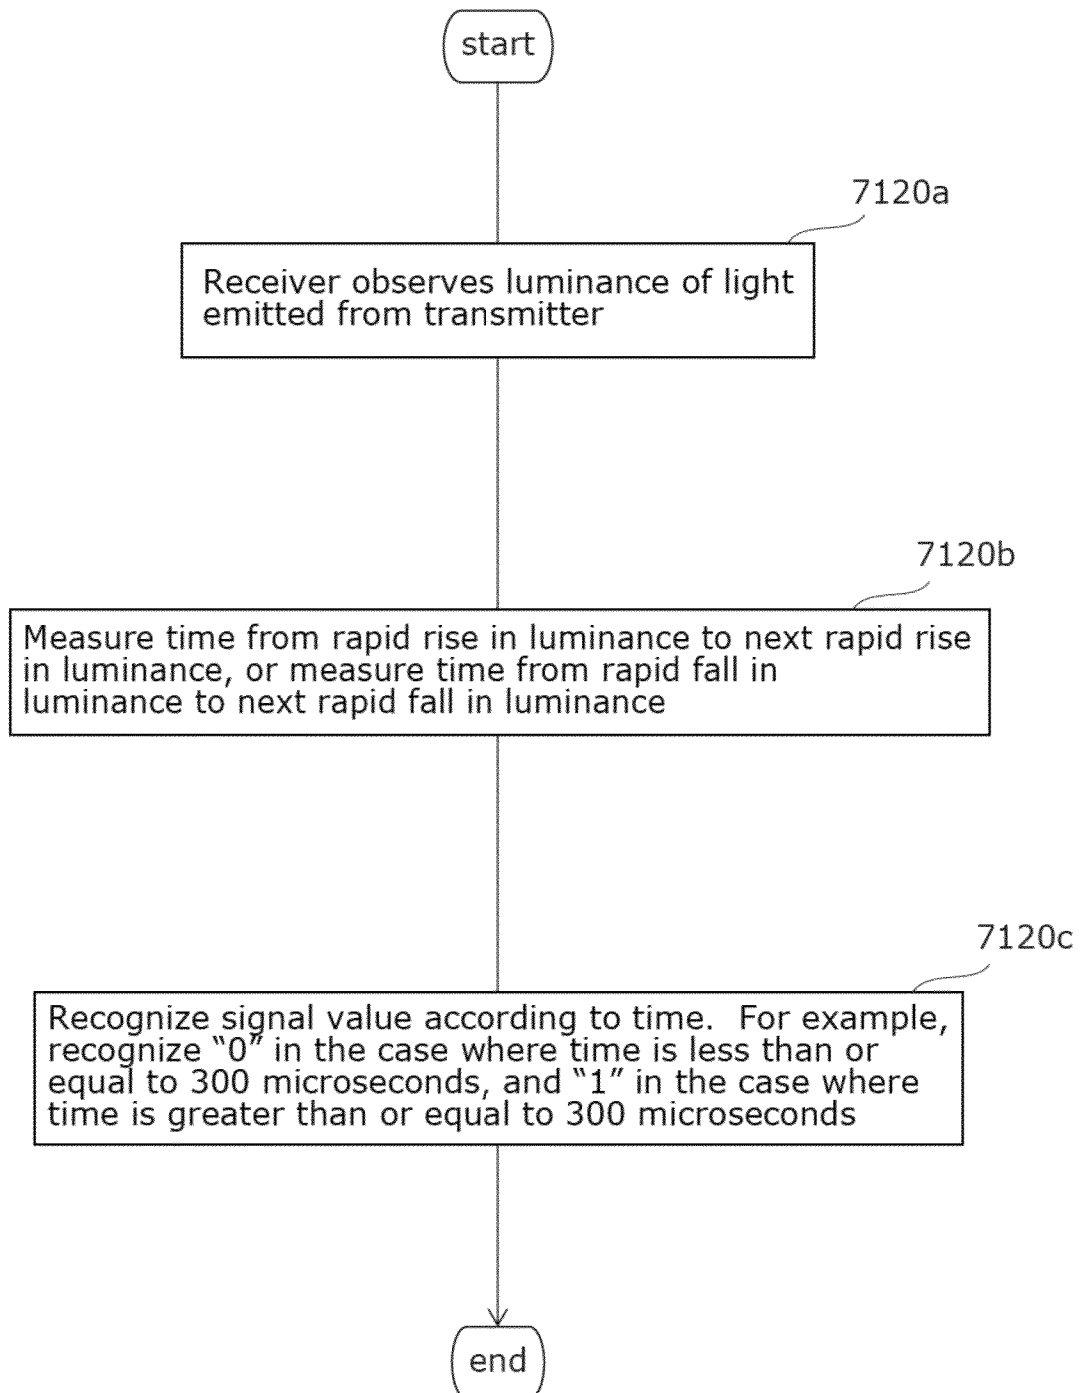 start
7120a
Receiver observes luminance of light
emitted from transmitter
7120b
Measure time from rapid rise in luminance to next rapid rise
in luminance, or measure time from rapid fall in
luminance to next rapid fall in luminance
7120c
Recognize signal value according to time.  For example,
recognize “0” in the case where time is less than or
equal to 300 microseconds, and “1” in the case where
time is greater than or equal to 300 microseconds
end